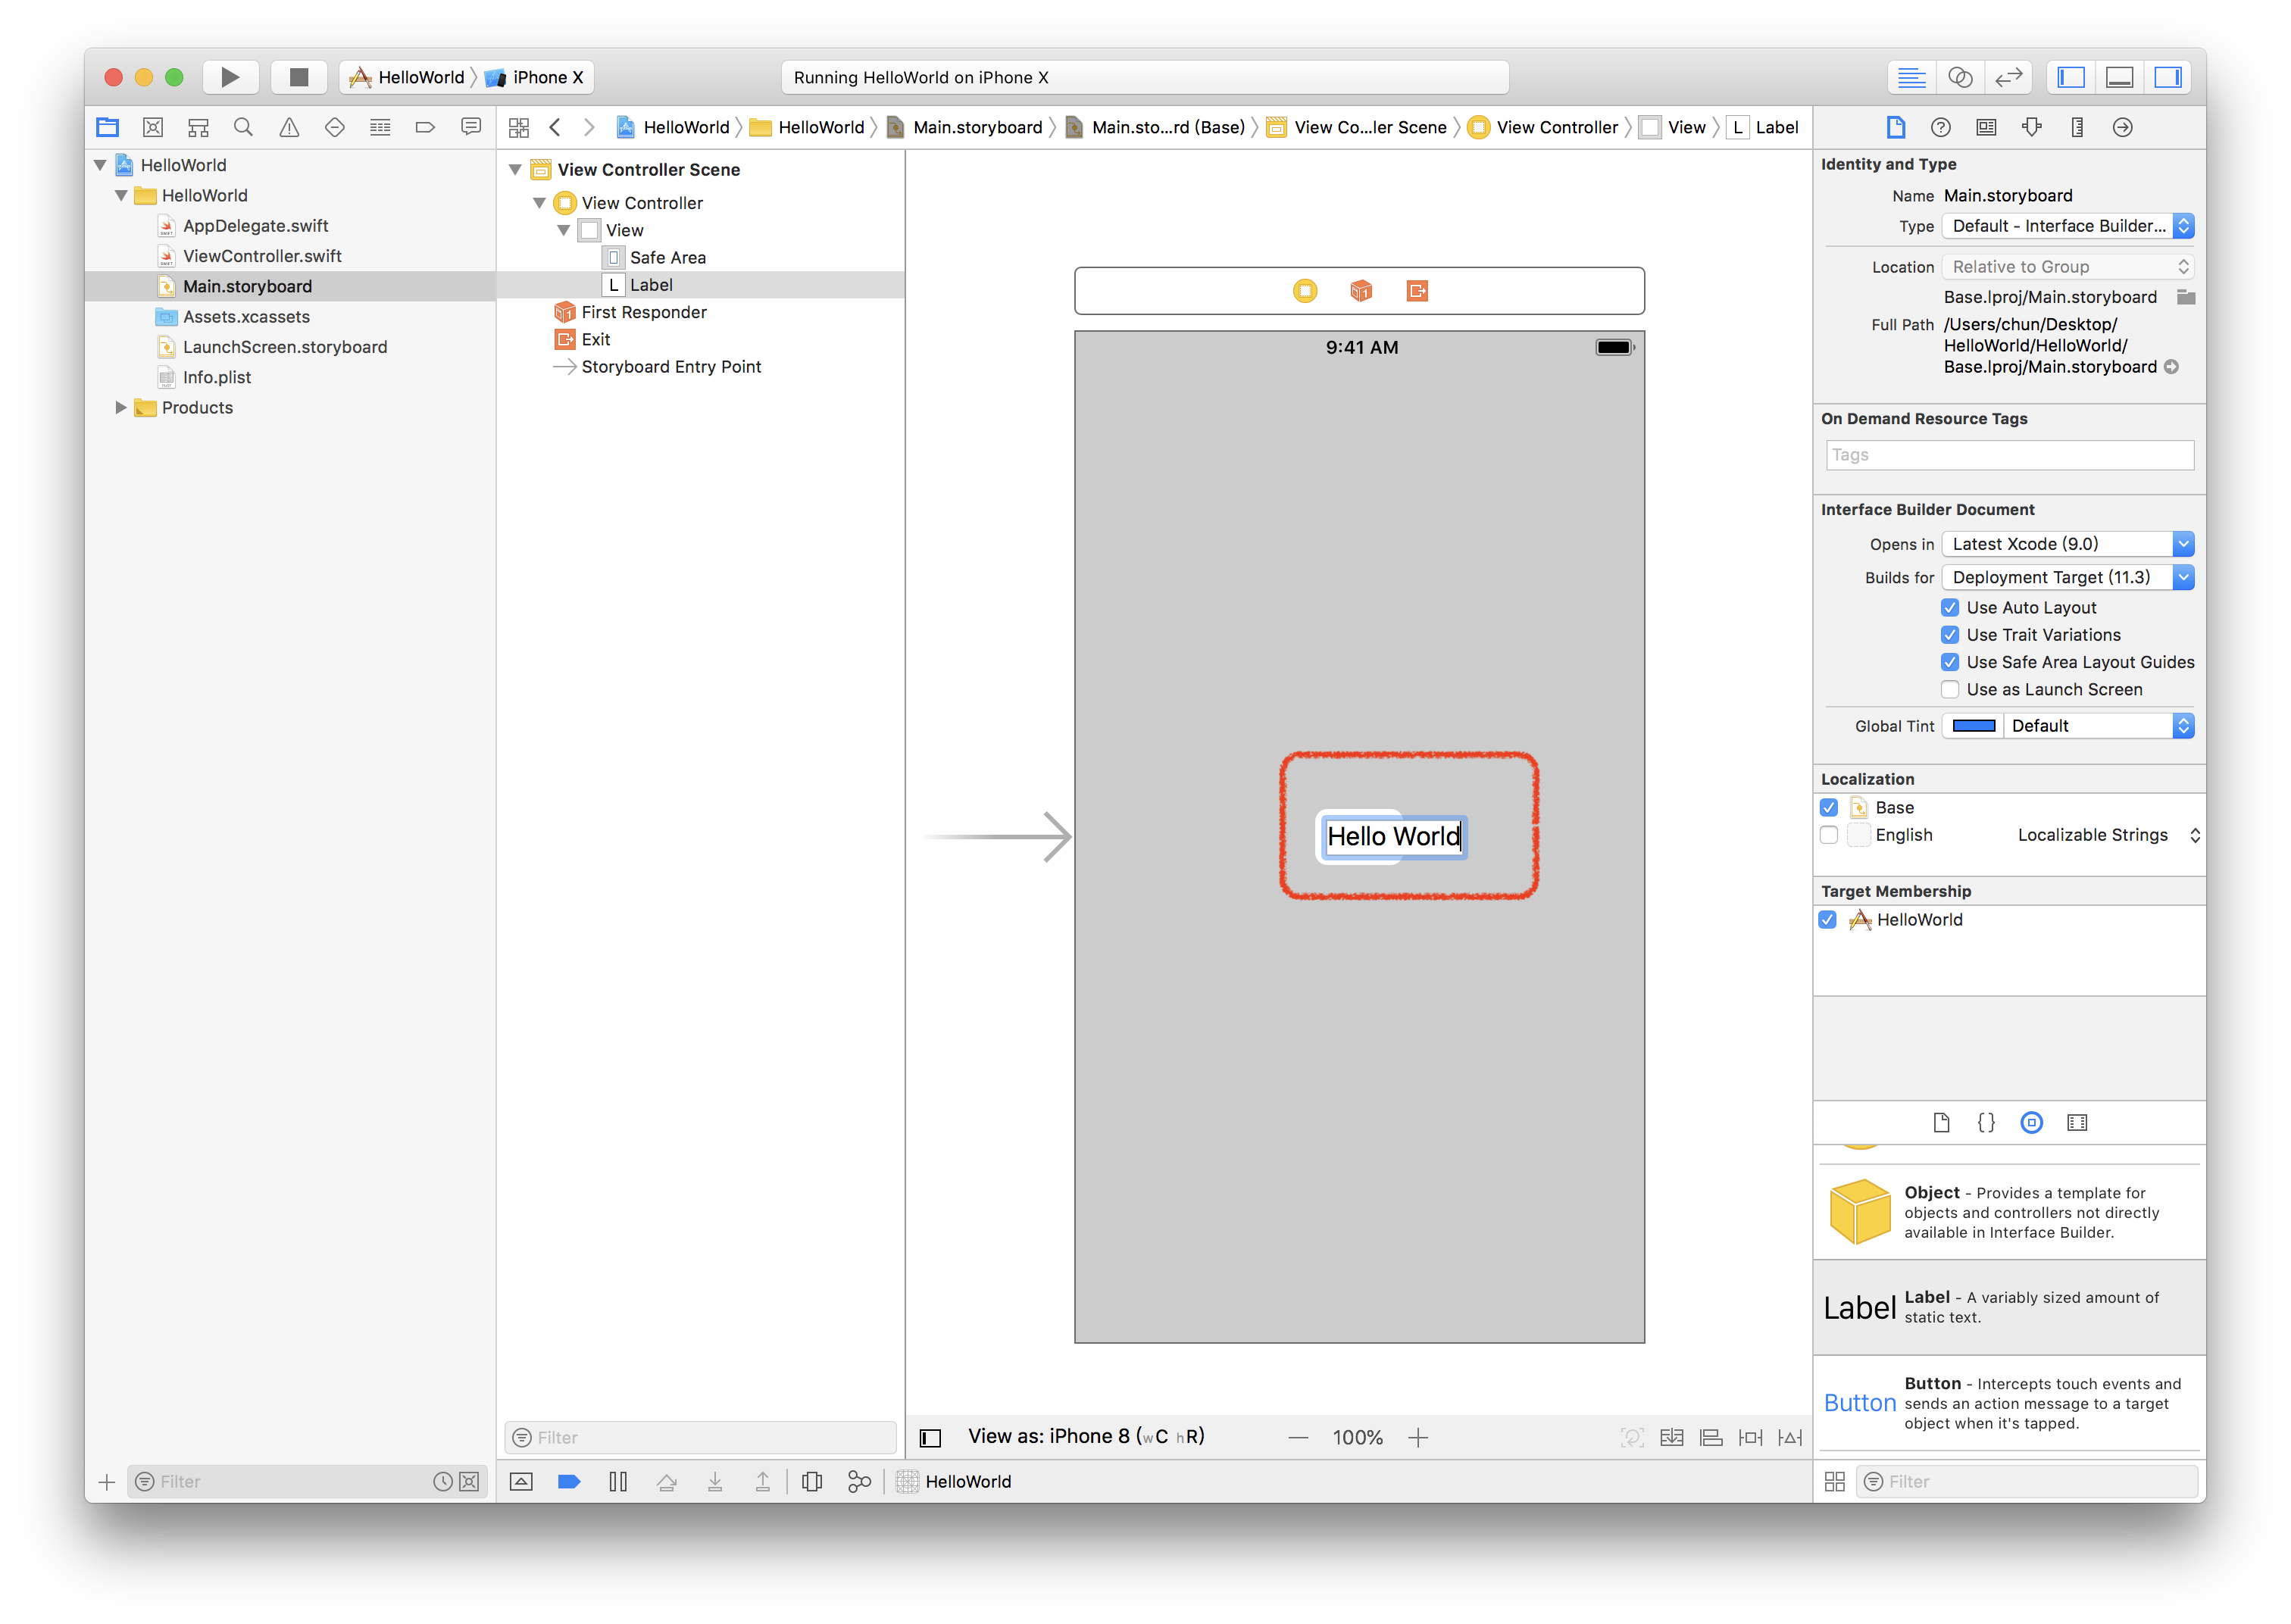 HelloWorld
iPhone X
Running HelloWorld on iPhone X
HelloWorld
HelloWorld
Main.storyboard
Main.sto...rd (Base)
View Co...ler Scene
View Controller
View
L Label
HelloWorld
HelloWorld
AppDelegate.swift
ViewController.swift
Main.storyboard
Assets.xcassets
LaunchScreen.storyboard
Info.plist
Products
Filter
View Controller Scene
View Controller
View
Safe Area
L Label
First Responder
Exit
Storyboard Entry Point
Filter
9:41 AM
Hello World
View as: iPhone 8 (wC hR)
100%
HelloWorld
Identity and Type
Name Main.storyboard
Type Default - Interface Builder...
Location Relative to Group
Base.lproj/Main.storyboard
Full Path /Users/chun/Desktop/
HelloWorld/HelloWorld/
Base.lproj/Main.storyboard
On Demand Resource Tags
Tags
Interface Builder Document
Opens in Latest Xcode (9.0)
Builds for Deployment Target (11.3)
Use Auto Layout
Use Trait Variations
Use Safe Area Layout Guides
Use as Launch Screen
Global Tint Default
Localization
Base
English Localizable Strings
Target Membership
HelloWorld
{}
Object - Provides a template for
objects and controllers not directly
available in Interface Builder.
Label
Label - A variably sized amount of
static text.
Button
Button - Intercepts touch events and
sends an action message to a target
object when it's tapped.
Filter